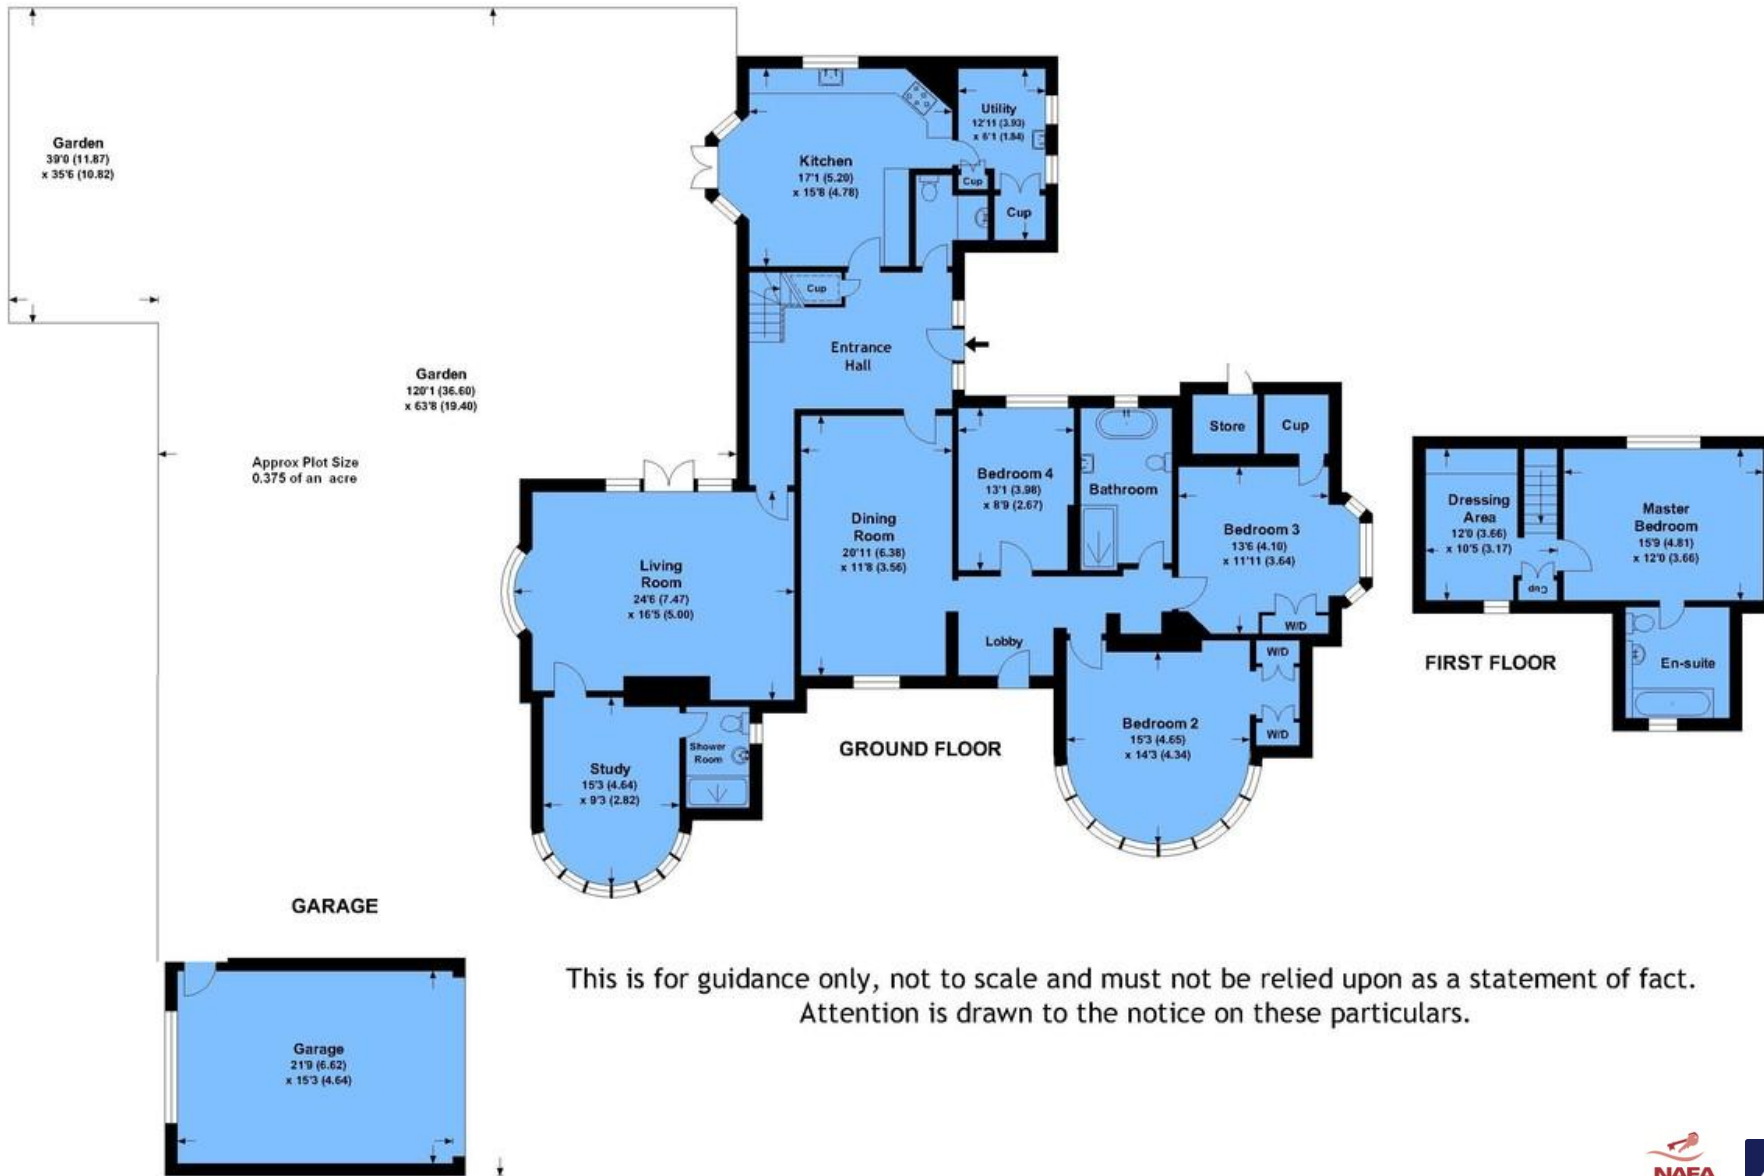 Garden
39'0 (11.87)
x 35'6 (10.82)
Garden
120'1 (36.60)
x 63'8 (19.40)
Approx Plot Size
0.375 of an acre
Kitchen
17'1 (5.20)
x 15'8 (4.78)
Utility
12'11 (3.93)
x 6'1 (1.84)
Cup
Cup
Cup
Entrance
Hall
Living
Room
24'6 (7.47)
x 16'5 (5.00)
Dining
Room
20'11 (6.38)
x 11'8 (3.56)
Bedroom 4
13'1 (3.98)
x 8'9 (2.67)
Bathroom
Store
Cup
Bedroom 3
13'6 (4.10)
x 11'11 (3.64)
W/D
Lobby
W/D
W/D
Bedroom 2
15'3 (4.65)
x 14'3 (4.34)
Study
15'3 (4.64)
x 9'3 (2.82)
Shower
Room
GROUND FLOOR
Dressing
Area
12'0 (3.66)
x 10'5 (3.17)
Cup
Master
Bedroom
15'9 (4.81)
x 12'0 (3.66)
En-suite
FIRST FLOOR
GARAGE
Garage
21'9 (6.62)
x 15'3 (4.64)
This is for guidance only, not to scale and must not be relied upon as a statement of fact.
Attention is drawn to the notice on these particulars.
NAEA